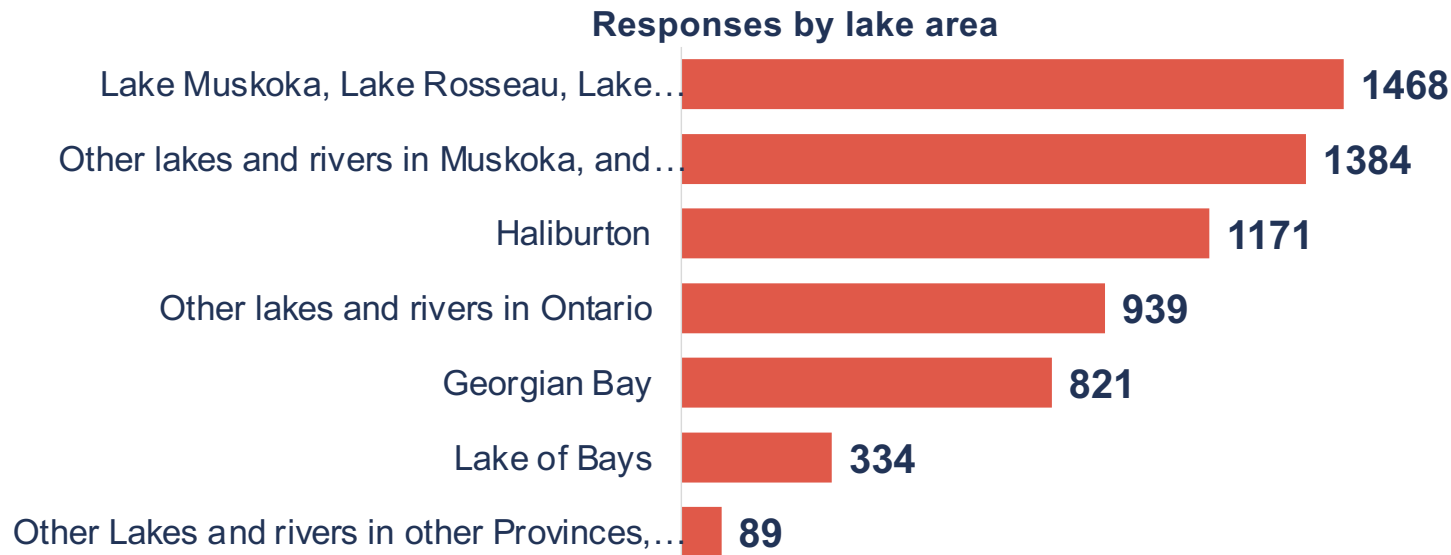 Responses by lake area
Lake Muskoka, Lake Rosseau, Lake… 1468
Other lakes and rivers in Muskoka, and… 1384
Haliburton 1171
Other lakes and rivers in Ontario 939
Georgian Bay 821
Lake of Bays 334
Other Lakes and rivers in other Provinces,… 89